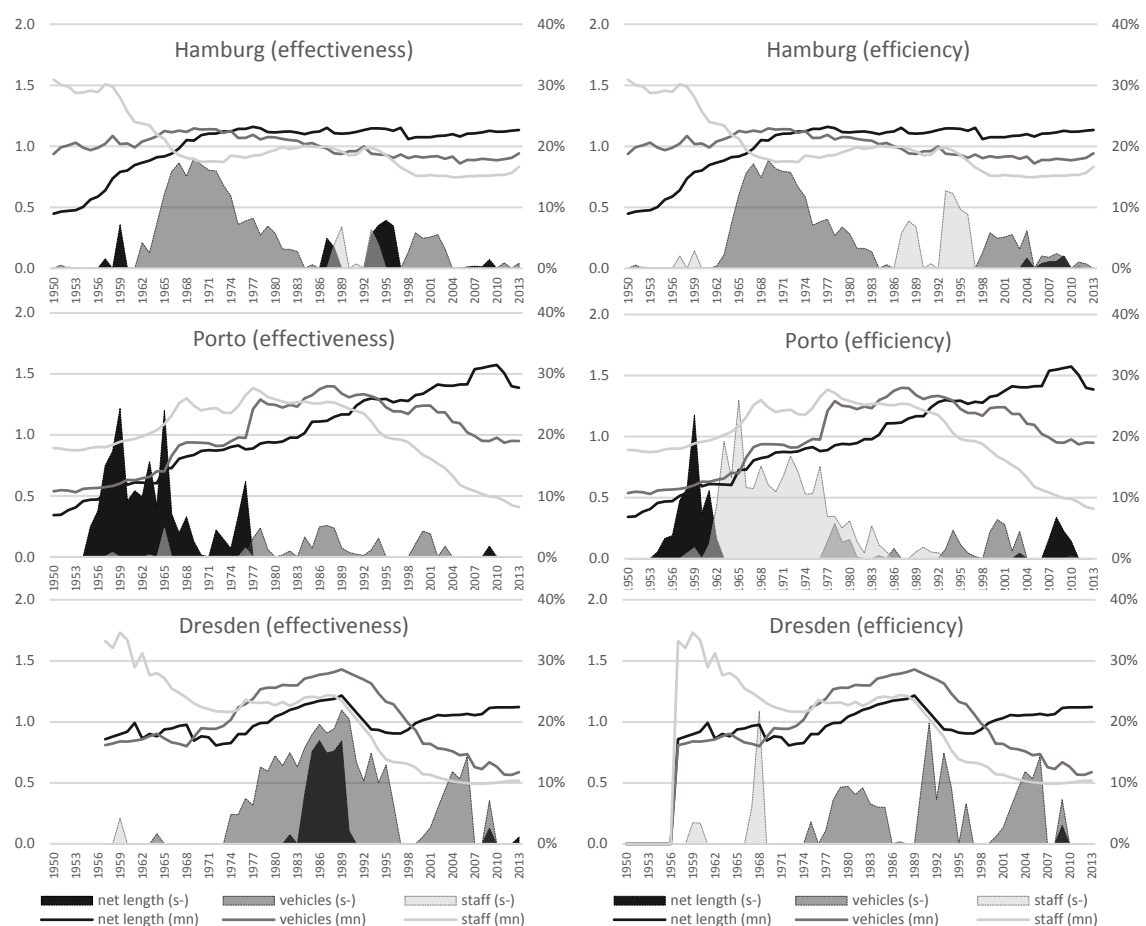 2.0 40% 2.0 40%
Hamburg (effectiveness) Hamburg (efficiency)
1.5 30% 1.5 30%
1.0 20% 1.0 20%
0.5 10% 0.5 10%
0.0 0% 0.0 0%
1950 1953 1956 1959 1962 1965 1968 1971 1974 1977 1980 1983 1986 1989 1992 1995 1998 2001 2004 2007 2010 2013 1950 1953 1956 1959 1962 1965 1968 1971 1974 1977 1980 1983 1986 1989 1992 1995 1998 2001 2004 2007 2010 2013
2.0 40% 2.0 40%
Porto (effectiveness) Porto (efficiency)
1.5 30% 1.5 30%
1.0 20% 1.0 20%
0.5 10% 0.5 10%
0.0 0% 0.0 0%
1950 1953 1956 1959 1962 1965 1968 1971 1974 1977 1980 1983 1986 1989 1992 1995 1998 2001 2004 2007 2010 2013 1950 1953 1956 1959 1962 1965 1968 1971 1974 1977 1980 1983 1986 1989 1992 1995 1998 2001 2004 2007 2010 2013
2.0 40% 2.0 40%
Dresden (effectiveness) Dresden (efficiency)
1.5 30% 1.5 30%
1.0 20% 1.0 20%
0.5 10% 0.5 10%
0.0 0% 0.0 0%
1950 1953 1956 1959 1962 1965 1968 1971 1974 1977 1980 1983 1986 1989 1992 1995 1998 2001 2004 2007 2010 2013 1950 1953 1956 1959 1962 1965 1968 1971 1974 1977 1980 1983 1986 1989 1992 1995 1998 2001 2004 2007 2010 2013
net length (s-) vehicles (s-) staff (s-) net length (s-) vehicles (s-) staff (s-)
net length (mn) vehicles (mn) staff (mn) net length (mn) vehicles (mn) staff (mn)